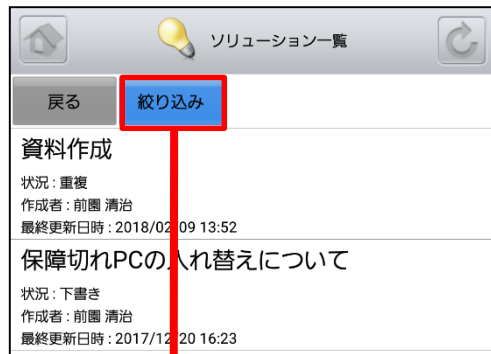 ソリューション一覧
戻る 絞り込み
資料作成
状況 : 重複
作成者 : 前園 清治
最終更新日時 : 2018/02/09 13:52
保障切れPCの入れ替えについて
状況 : 下書き
作成者 : 前園 清治
最終更新日時 : 2017/12/20 16:23